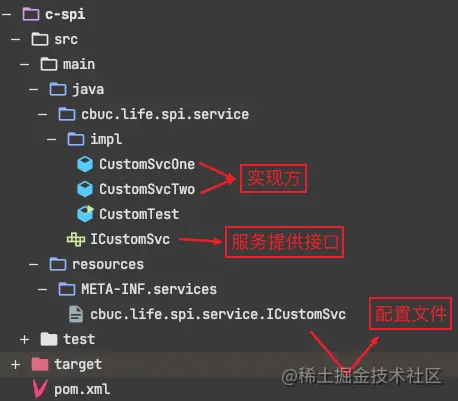 c-spi
src
main
java
cbuc.life.spi.service
impl
CustomSvcOne
实现方
CustomSvcTwo
CustomTest
ICustomSvc
服务提供接口
resources
META-INF.services
配置文件
cbuc.life.spi.service.ICustomSvc
test
target
@稀土掘金技术社区
pom.xml